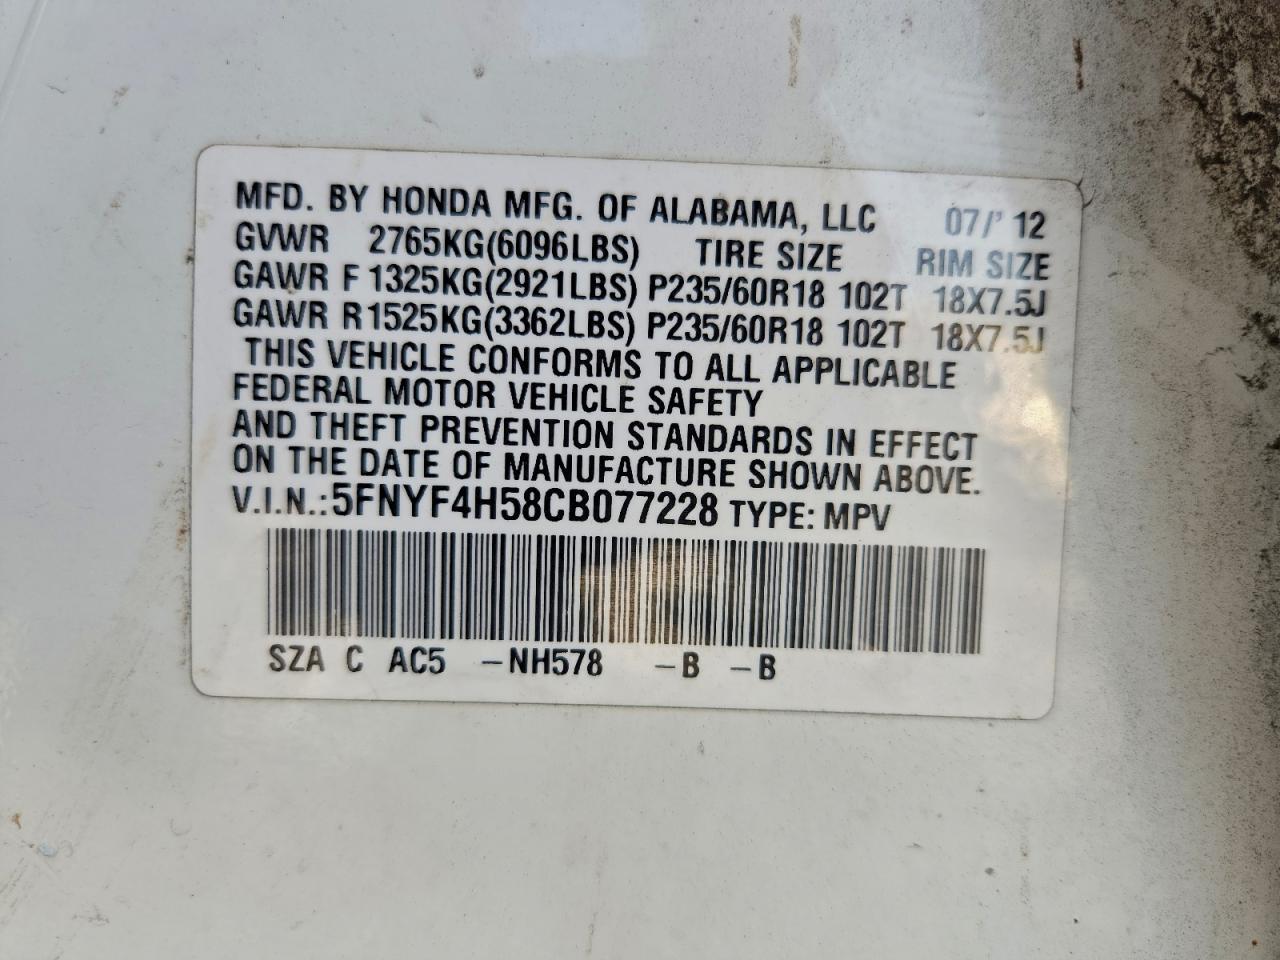 MFD. BY HONDA MFG. OF ALABAMA, LLC 07/' 12
GVWR 2765KG(6096LBS) TIRE SIZE RIM SIZE
GAWR F 1325KG(2921LBS) P235/60R18 102T 18X7.5J
GAWR R1525KG(3362LBS) P235/60R18 102T 18X7.5J
THIS VEHICLE CONFORMS TO ALL APPLICABLE
FEDERAL MOTOR VEHICLE SAFETY
AND THEFT PREVENTION STANDARDS IN EFFECT
ON THE DATE OF MANUFACTURE SHOWN ABOVE.
V.I.N.:5FNYF4H58CB077228 TYPE: MPV
SZA C AC5 -NH578 -B -B